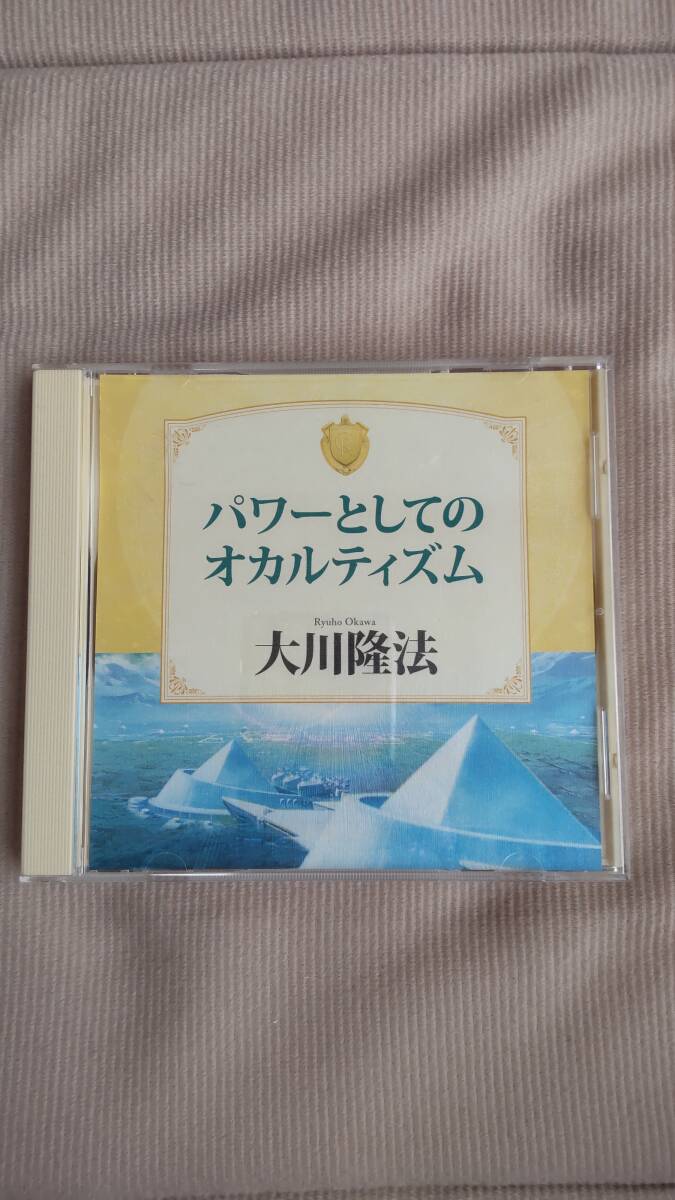 パワーとしての
オカルティズム
Ryuho Okawa
大川隆法